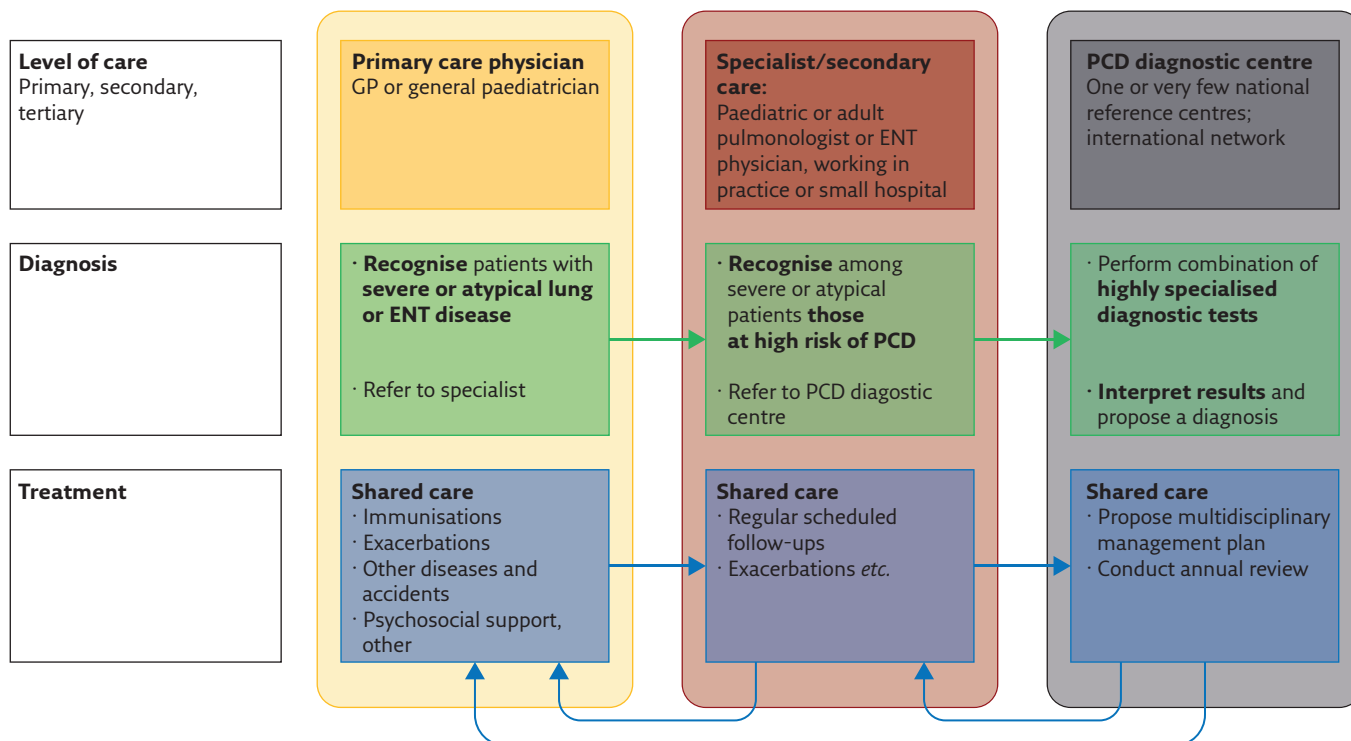 Level of care
Primary, secondary,
tertiary
Primary care physician
GP or general paediatrician
Specialist/secondary
care:
Paediatric or adult
pulmonologist or ENT
physician, working in
practice or small hospital
PCD diagnostic centre
One or very few national
reference centres;
international network
Diagnosis
· Recognise patients with
severe or atypical lung
or ENT disease
· Refer to specialist
· Recognise among
severe or atypical
patients those
at high risk of PCD
· Refer to PCD diagostic
centre
· Perform combination of
highly specialised
diagnostic tests
· Interpret results and
propose a diagnosis
Treatment
Shared care
· Immunisations
· Exacerbations
· Other diseases and
accidents
· Psychosocial support,
other
Shared care
· Regular scheduled
follow-ups
· Exacerbations etc.
Shared care
· Propose multidisciplinary
management plan
· Conduct annual review